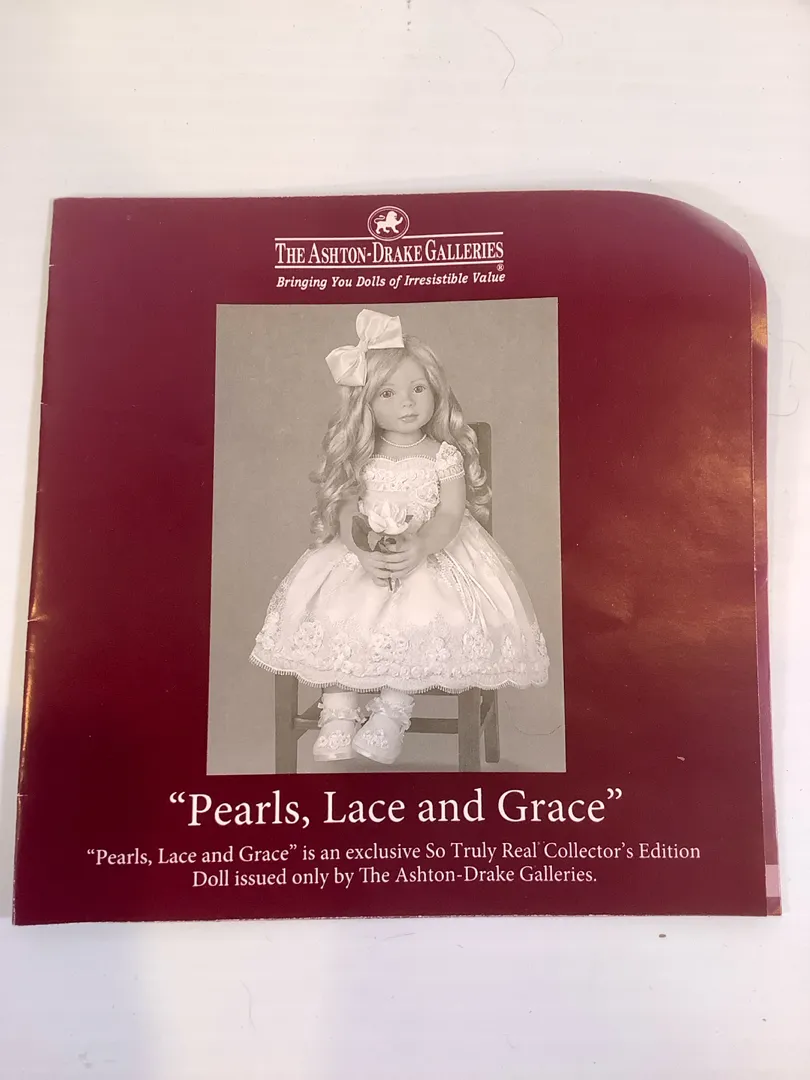 THE ASHTON-DRAKE GALLERIES®
Bringing You Dolls of Irresistible Value
“Pearls, Lace and Grace”
“Pearls, Lace and Grace” is an exclusive So Truly Real® Collector’s Edition
Doll issued only by The Ashton-Drake Galleries.